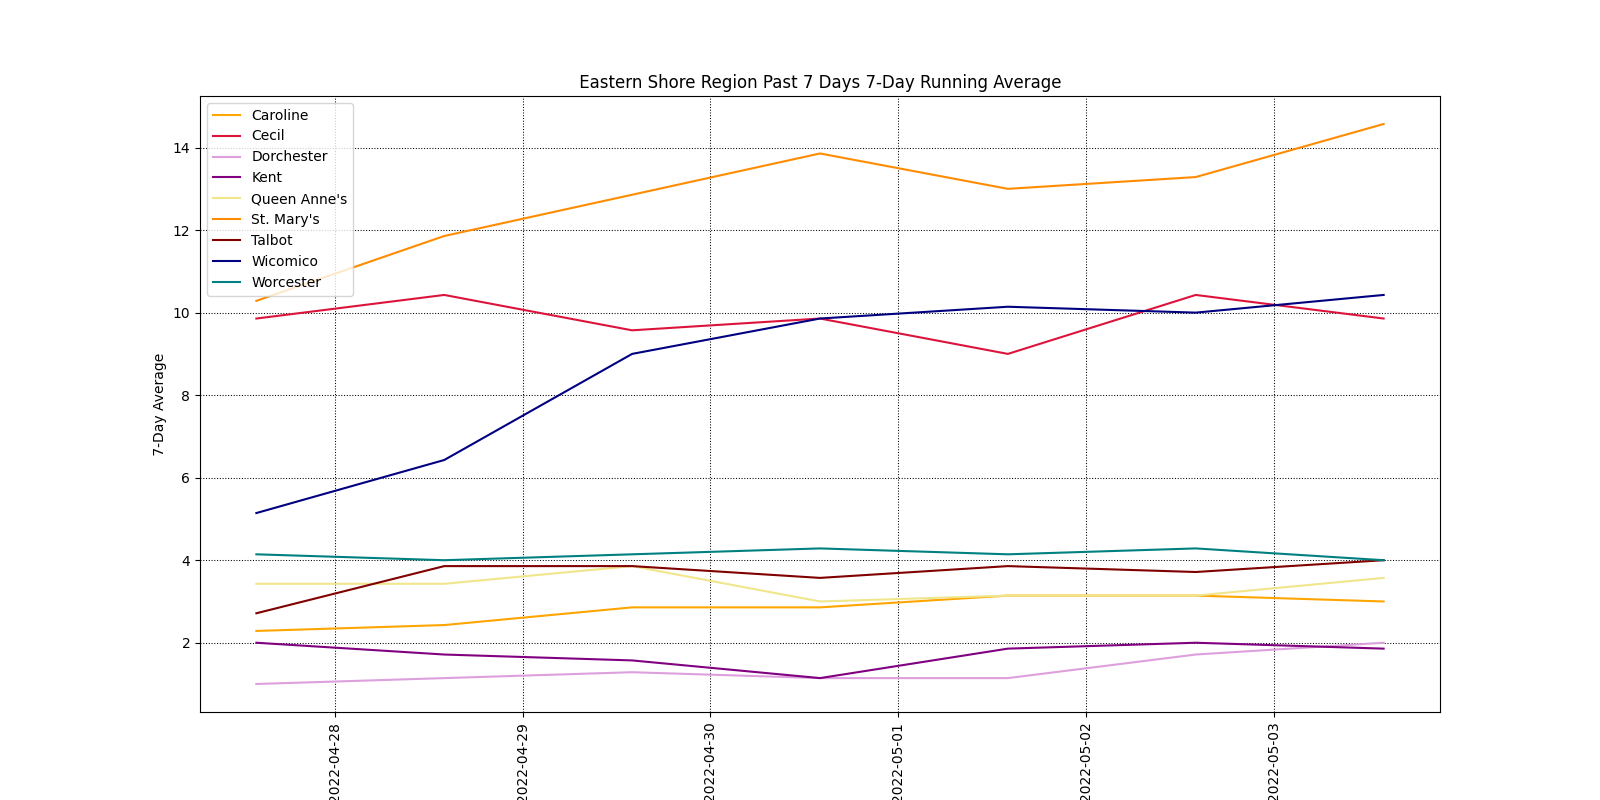 Eastern Shore Region Past 7 Days 7-Day Running Average
Caroline
Cecil
Dorchester
Kent
Queen Anne's
St. Mary's
Talbot
Wicomico
Worcester
7-Day Average
14
12
10
8
6
4
2
2022-04-28
2022-04-29
2022-04-30
2022-05-01
2022-05-02
2022-05-03